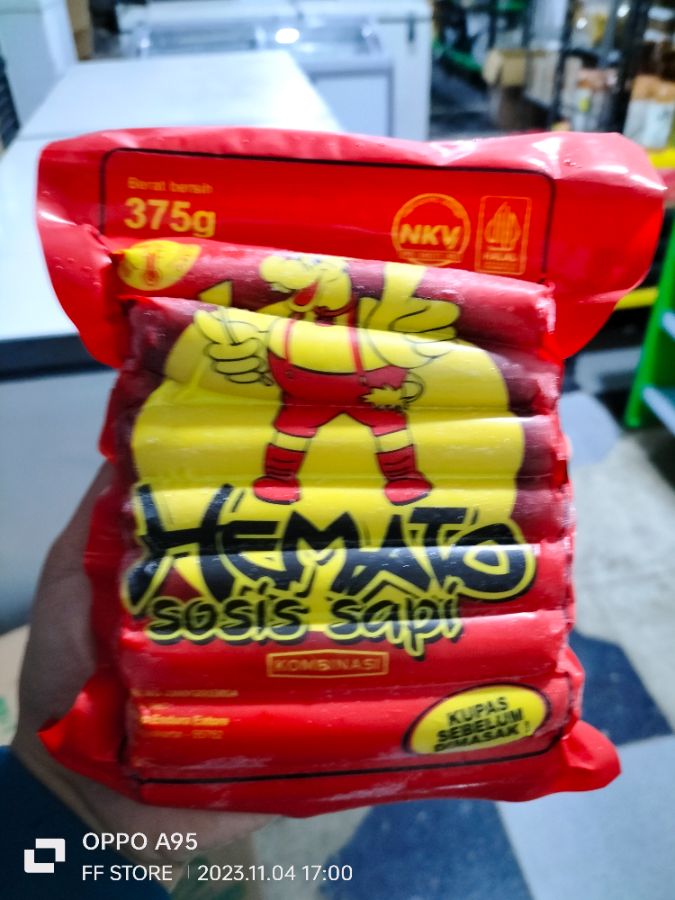 Berat bersih
375g
NKV
HALAL
HEMATO
sosis sapi
KOMBINASI
KUPAS
SEBELUM
DIMASAK !
OPPO A95
FF STORE | 2023.11.04 17:00